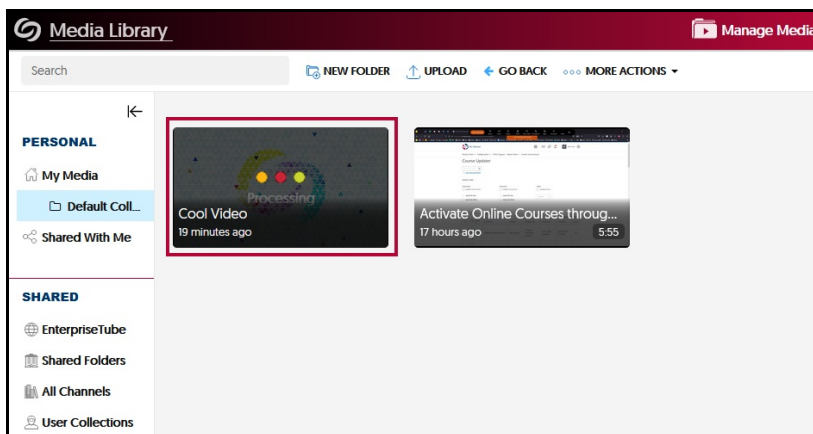 Media Library
Manage Media
Search
NEW FOLDER
UPLOAD
GO BACK
MORE ACTIONS
PERSONAL
My Media
Default Coll...
Shared With Me
SHARED
EnterpriseTube
Shared Folders
All Channels
User Collections
Processing
Cool Video
19 minutes ago
Course Updater
Activate Online Courses throug...
17 hours ago
5:55